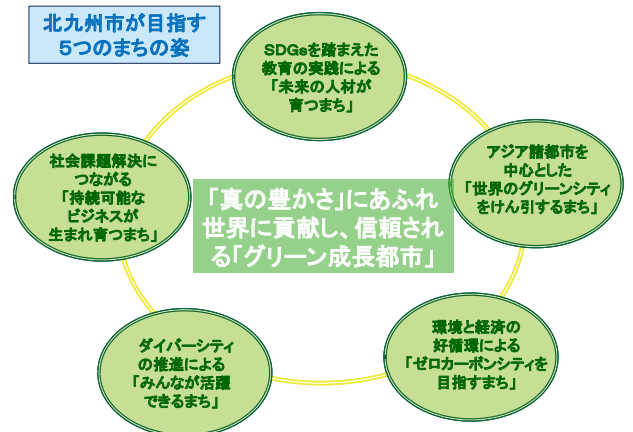 北九州市が目指す
5つのまちの姿
SDGsを踏まえた
教育の実践による
「未来の人材が
育つまち」
アジア諸都市を
中心とした
「世界のグリーンシティ
をけん引するまち」
社会課題解決に
つながる
「持続可能な
ビジネスが
生まれ育つまち」
「真の豊かさ」にあふれ
世界に貢献し、信頼され
る「グリーン成長都市」
環境と経済の
好循環による
「ゼロカーボンシティを
目指すまち」
ダイバーシティ
の推進による
「みんなが活躍
できるまち」